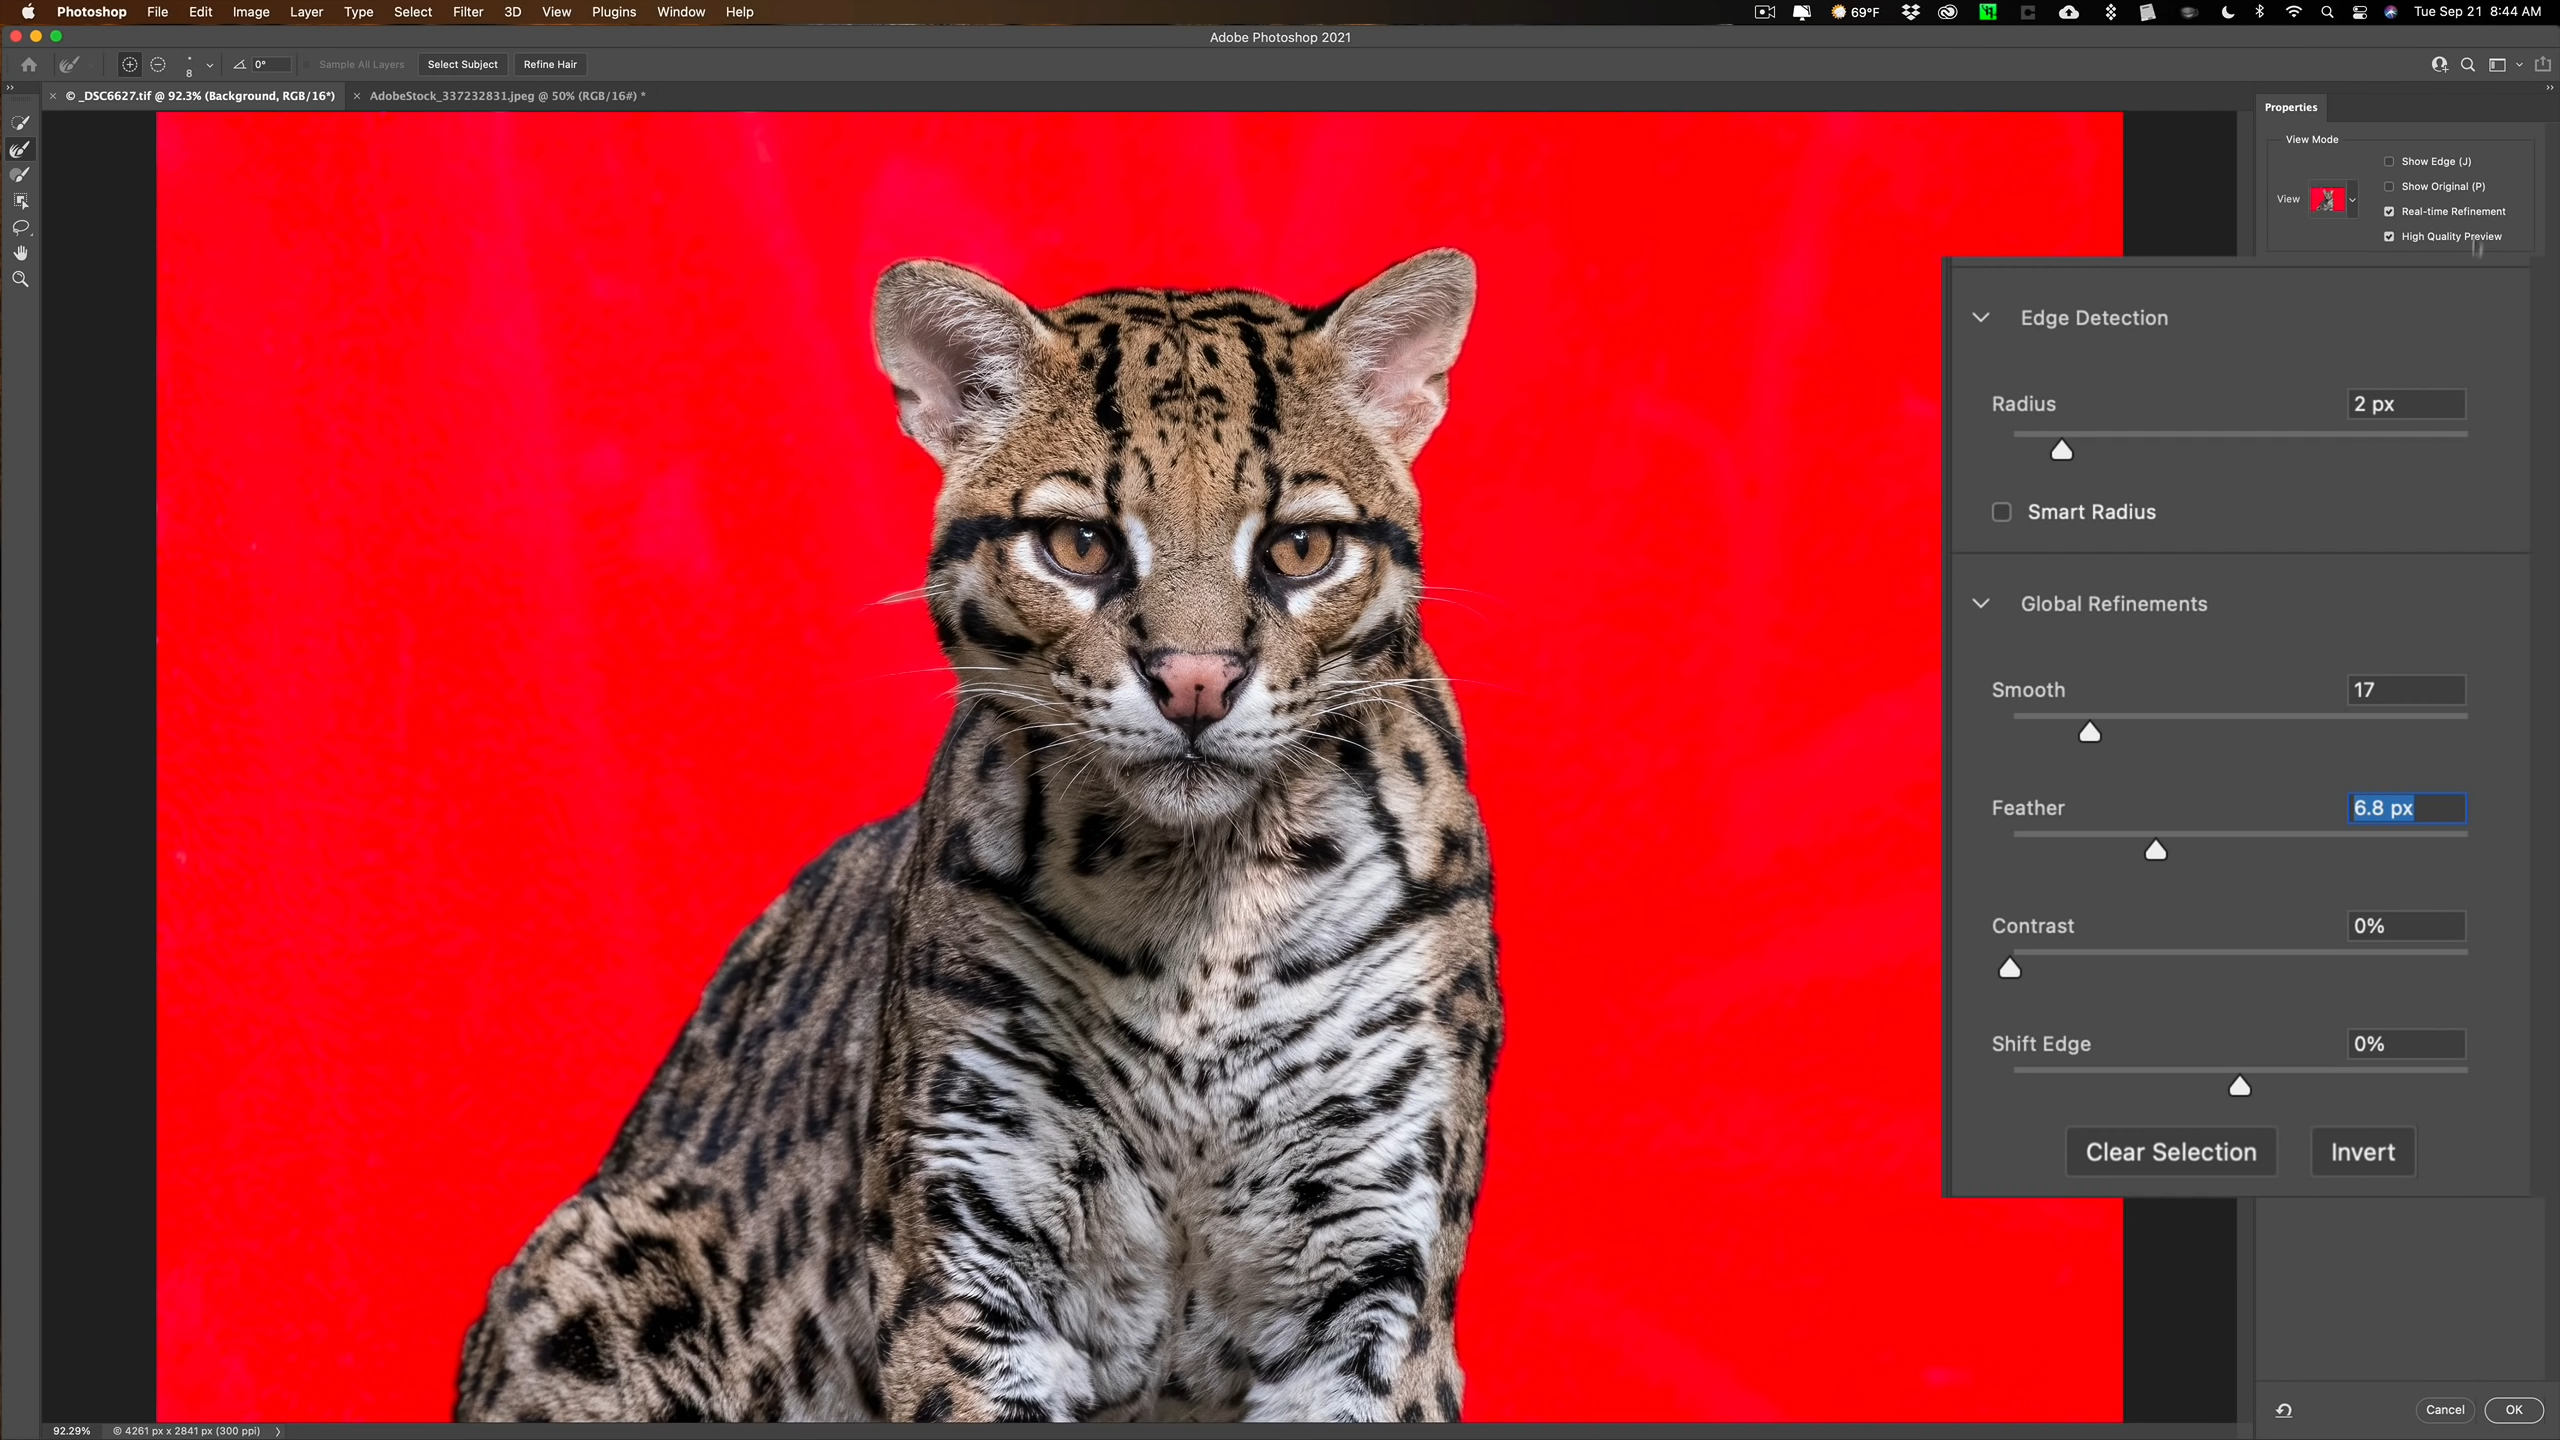 Photoshop File Edit Image Layer Type Select Filter 3D View Plugins Window Help 69°F Tue Sep 21 8:44 AM
Adobe Photoshop 2021
8 0° Sample All Layers Select Subject Refine Hair
© _DSC6627.tif @ 92.3% (Background, RGB/16*) AdobeStock_337232831.jpeg @ 50% (RGB/16#) *
Properties
View Mode
Show Edge (J)
Show Original (P)
View
Real-time Refinement
High Quality Preview
Edge Detection
Radius 2 px
Smart Radius
Global Refinements
Smooth 17
Feather 6.8 px
Contrast 0%
Shift Edge 0%
Clear Selection Invert
Cancel OK
92.29% © 4261 px x 2841 px (300 ppi)